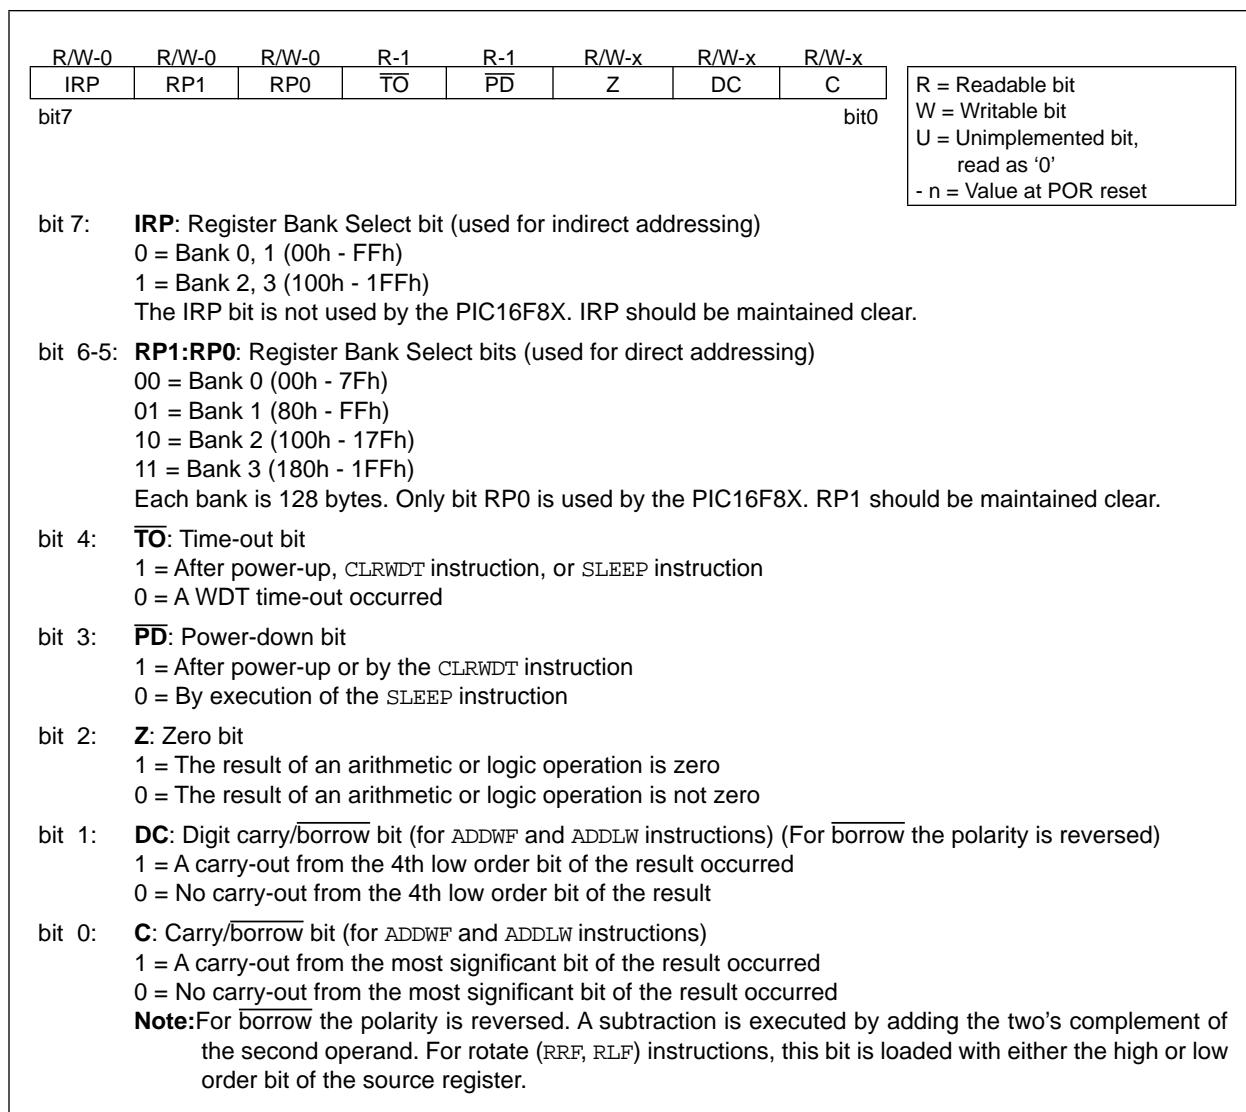 R/W-0 R/W-0 R/W-0 R-1 R-1 R/W-x R/W-x R/W-x
IRP RP1 RP0 T̅O̅ P̅D̅ Z DC C
bit7 bit0
R = Readable bit
W = Writable bit
U = Unimplemented bit,
read as ‘0’
- n = Value at POR reset
bit 7: IRP: Register Bank Select bit (used for indirect addressing)
0 = Bank 0, 1 (00h - FFh)
1 = Bank 2, 3 (100h - 1FFh)
The IRP bit is not used by the PIC16F8X. IRP should be maintained clear.
bit 6-5: RP1:RP0: Register Bank Select bits (used for direct addressing)
00 = Bank 0 (00h - 7Fh)
01 = Bank 1 (80h - FFh)
10 = Bank 2 (100h - 17Fh)
11 = Bank 3 (180h - 1FFh)
Each bank is 128 bytes. Only bit RP0 is used by the PIC16F8X. RP1 should be maintained clear.
bit 4: T̅O̅: Time-out bit
1 = After power-up, CLRWDT instruction, or SLEEP instruction
0 = A WDT time-out occurred
bit 3: P̅D̅: Power-down bit
1 = After power-up or by the CLRWDT instruction
0 = By execution of the SLEEP instruction
bit 2: Z: Zero bit
1 = The result of an arithmetic or logic operation is zero
0 = The result of an arithmetic or logic operation is not zero
bit 1: DC: Digit carry/b̅o̅r̅r̅o̅w̅ bit (for ADDWF and ADDLW instructions) (For b̅o̅r̅r̅o̅w̅ the polarity is reversed)
1 = A carry-out from the 4th low order bit of the result occurred
0 = No carry-out from the 4th low order bit of the result
bit 0: C: Carry/b̅o̅r̅r̅o̅w̅ bit (for ADDWF and ADDLW instructions)
1 = A carry-out from the most significant bit of the result occurred
0 = No carry-out from the most significant bit of the result occurred
Note:For b̅o̅r̅r̅o̅w̅ the polarity is reversed. A subtraction is executed by adding the two’s complement of
the second operand. For rotate (RRF, RLF) instructions, this bit is loaded with either the high or low
order bit of the source register.